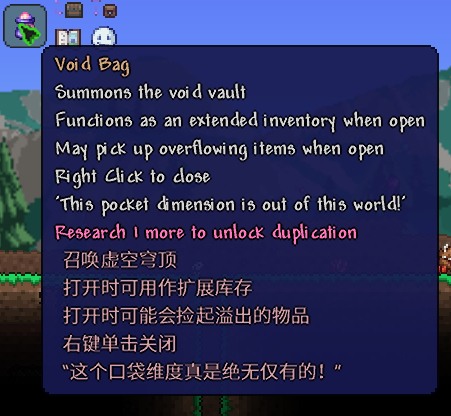 Void Bag
Summons the void vault
Functions as an extended inventory when open
May pick up overflowing items when open
Right Click to close
'This pocket dimension is out of this world!'
Research 1 more to unlock duplication
召唤虚空穹顶
打开时可用作扩展库存
打开时可能会捡起溢出的物品
右键单击关闭
“这个口袋维度真是绝无仅有的！”